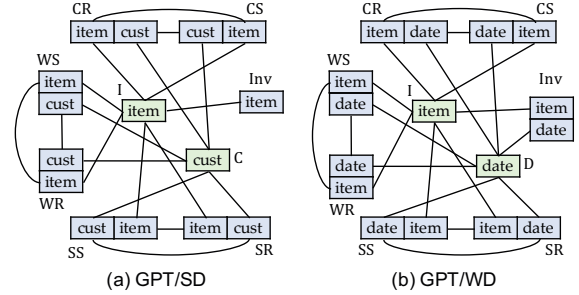 CR CS CR CS
item cust cust item item date date item
WS I Inv WS I Inv
item item item item item item
cust date date
cust cust C date date D
item item
WR WR
cust item item cust date item item date
SS SR SS SR
(a) GPT/SD (b) GPT/WD